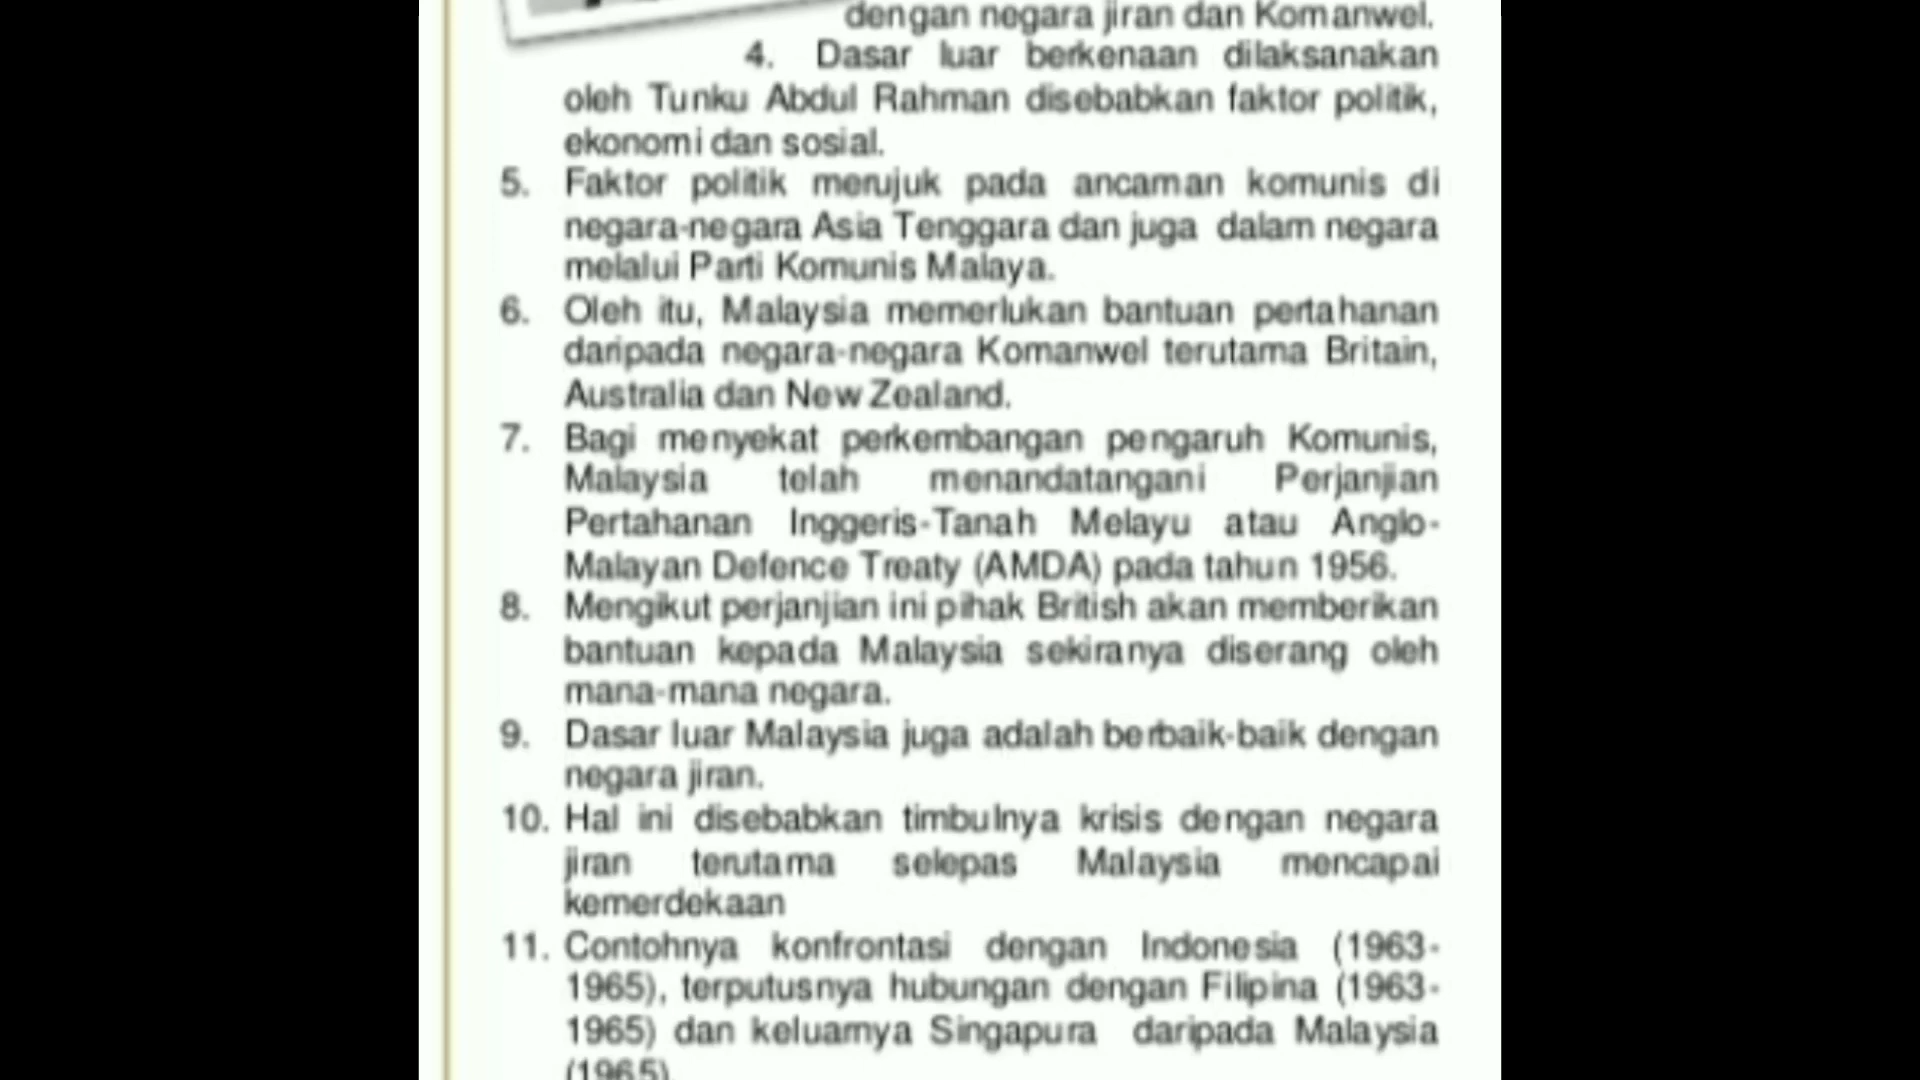 dengan negara jiran dan Komanwel.
4. Dasar luar berkenaan dilaksanakan
oleh Tunku Abdul Rahman disebabkan faktor politik,
ekonomi dan sosial.
5. Faktor politik merujuk pada ancaman komunis di
negara-negara Asia Tenggara dan juga dalam negara
melalui Parti Komunis Malaya.
6. Oleh itu, Malaysia memerlukan bantuan pertahanan
daripada negara-negara Komanwel terutama Britain,
Australia dan New Zealand.
7. Bagi menyekat perkembangan pengaruh Komunis,
Malaysia telah menandatangani Perjanjian
Pertahanan Inggeris-Tanah Melayu atau Anglo-
Malayan Defence Treaty (AMDA) pada tahun 1956.
8. Mengikut perjanjian ini pihak British akan memberikan
bantuan kepada Malaysia sekiranya diserang oleh
mana-mana negara.
9. Dasar luar Malaysia juga adalah berbaik-baik dengan
negara jiran.
10. Hal ini disebabkan timbulnya krisis dengan negara
jiran terutama selepas Malaysia mencapai
kemerdekaan
11. Contohnya konfrontasi dengan Indonesia (1963-
1965), terputusnya hubungan dengan Filipina (1963-
1965) dan keluarnya Singapura daripada Malaysia
(1965).